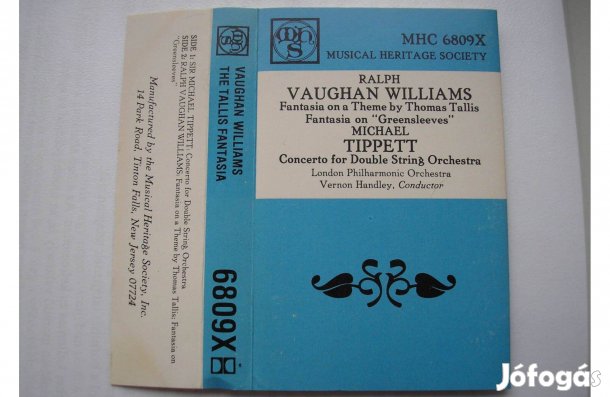 SIDE 1: SIR MICHAEL TIPPETT: Concerto for Double String Orchestra
SIDE 2: RALPH VAUGHAN WILLIAMS: Fantasia on a Theme by Thomas Tallis; Fantasia on
"Greensleeves"
Manufactured by the Musical Heritage Society, Inc.
14 Park Road, Tinton Falls, New Jersey 07724
VAUGHAN WILLIAMS
THE TALLIS FANTASIA
6809X
MHC 6809X
MUSICAL HERITAGE SOCIETY
RALPH
VAUGHAN WILLIAMS
Fantasia on a Theme by Thomas Tallis
Fantasia on "Greensleeves"
MICHAEL
TIPPETT
Concerto for Double String Orchestra
London Philharmonic Orchestra
Vernon Handley, Conductor
Jófogás